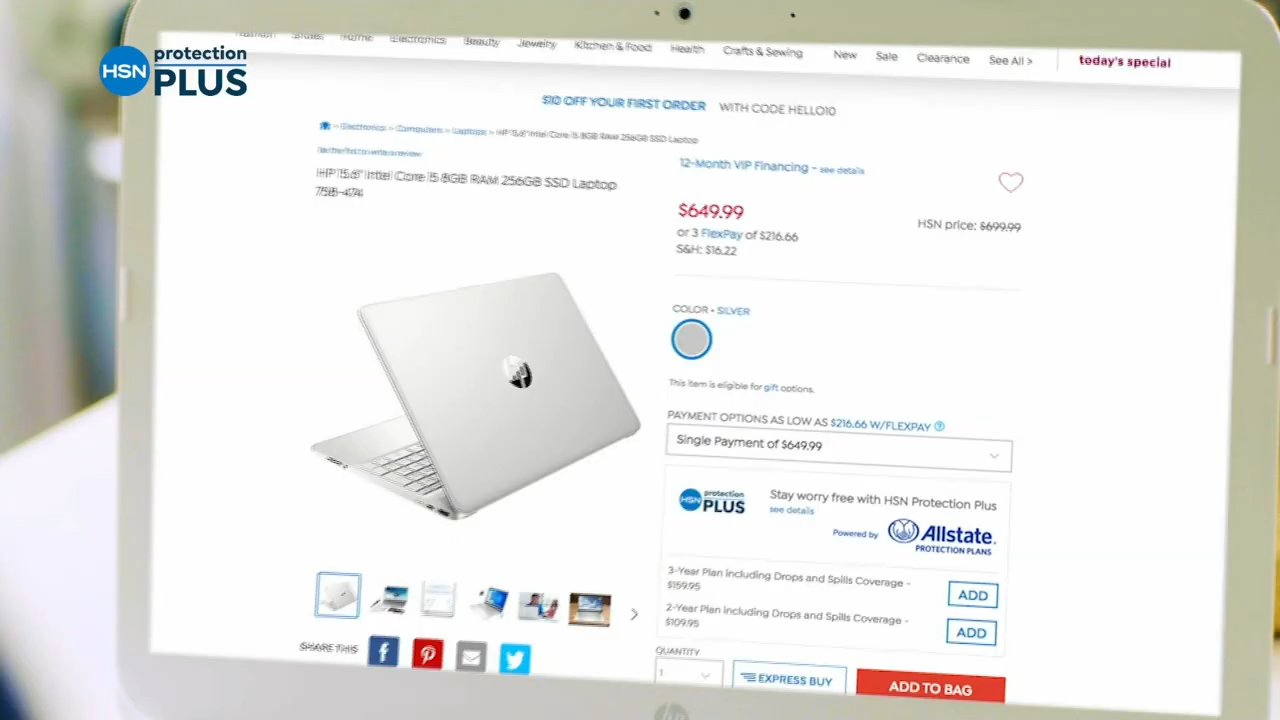 HSN protection PLUS
Fashion Shoes Home Electronics Beauty Jewelry Kitchen & Food Health Crafts & Sewing New Sale Clearance See All > today's special
$10 OFF YOUR FIRST ORDER WITH CODE HELLO10
> Electronics > Computers > Laptops > HP 15.6" Intel Core i5 8GB RAM 256GB SSD Laptop
Be the first to write a review
HP 15.6" Intel Core i5 8GB RAM 256GB SSD Laptop
758-474
12-Month VIP Financing - see details
$649.99
HSN price: $699.99
or 3 FlexPay of $216.66
S&H: $16.22
COLOR • SILVER
This item is eligible for gift options.
PAYMENT OPTIONS AS LOW AS $216.66 W/FLEXPAY ?
Single Payment of $649.99
HSN protection PLUS
Stay worry free with HSN Protection Plus
see details
Powered by Allstate.
PROTECTION PLANS
3-Year Plan including Drops and Spills Coverage -
$159.95
ADD
2-Year Plan including Drops and Spills Coverage -
$109.95
ADD
SHARE THIS
QUANTITY
1
EXPRESS BUY
ADD TO BAG
hp